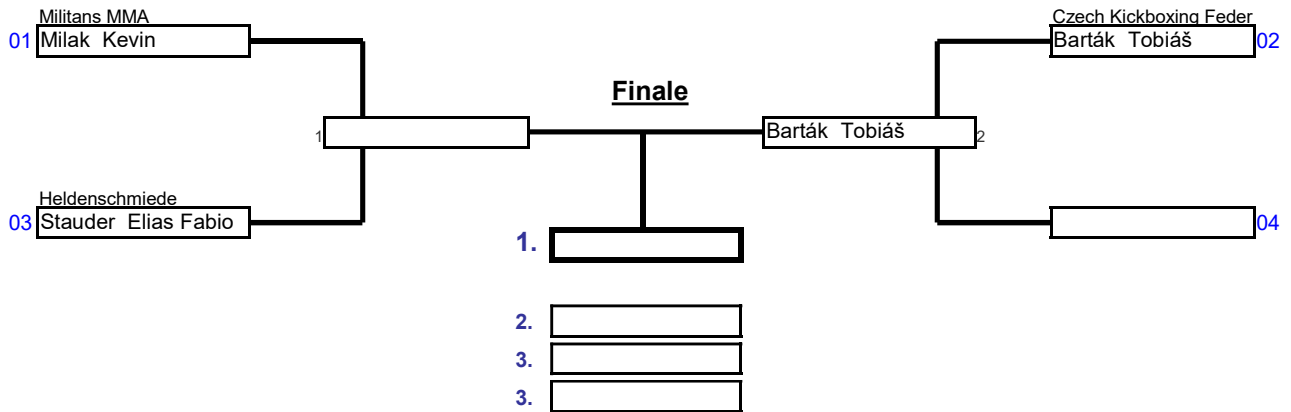 Militans MMA
01 Milak Kevin
Czech Kickboxing Feder
Barták Tobiáš 02
Finale
1
Barták Tobiáš 2
Heldenschmiede
03 Stauder Elias Fabio
04
1.
2.
3.
3.